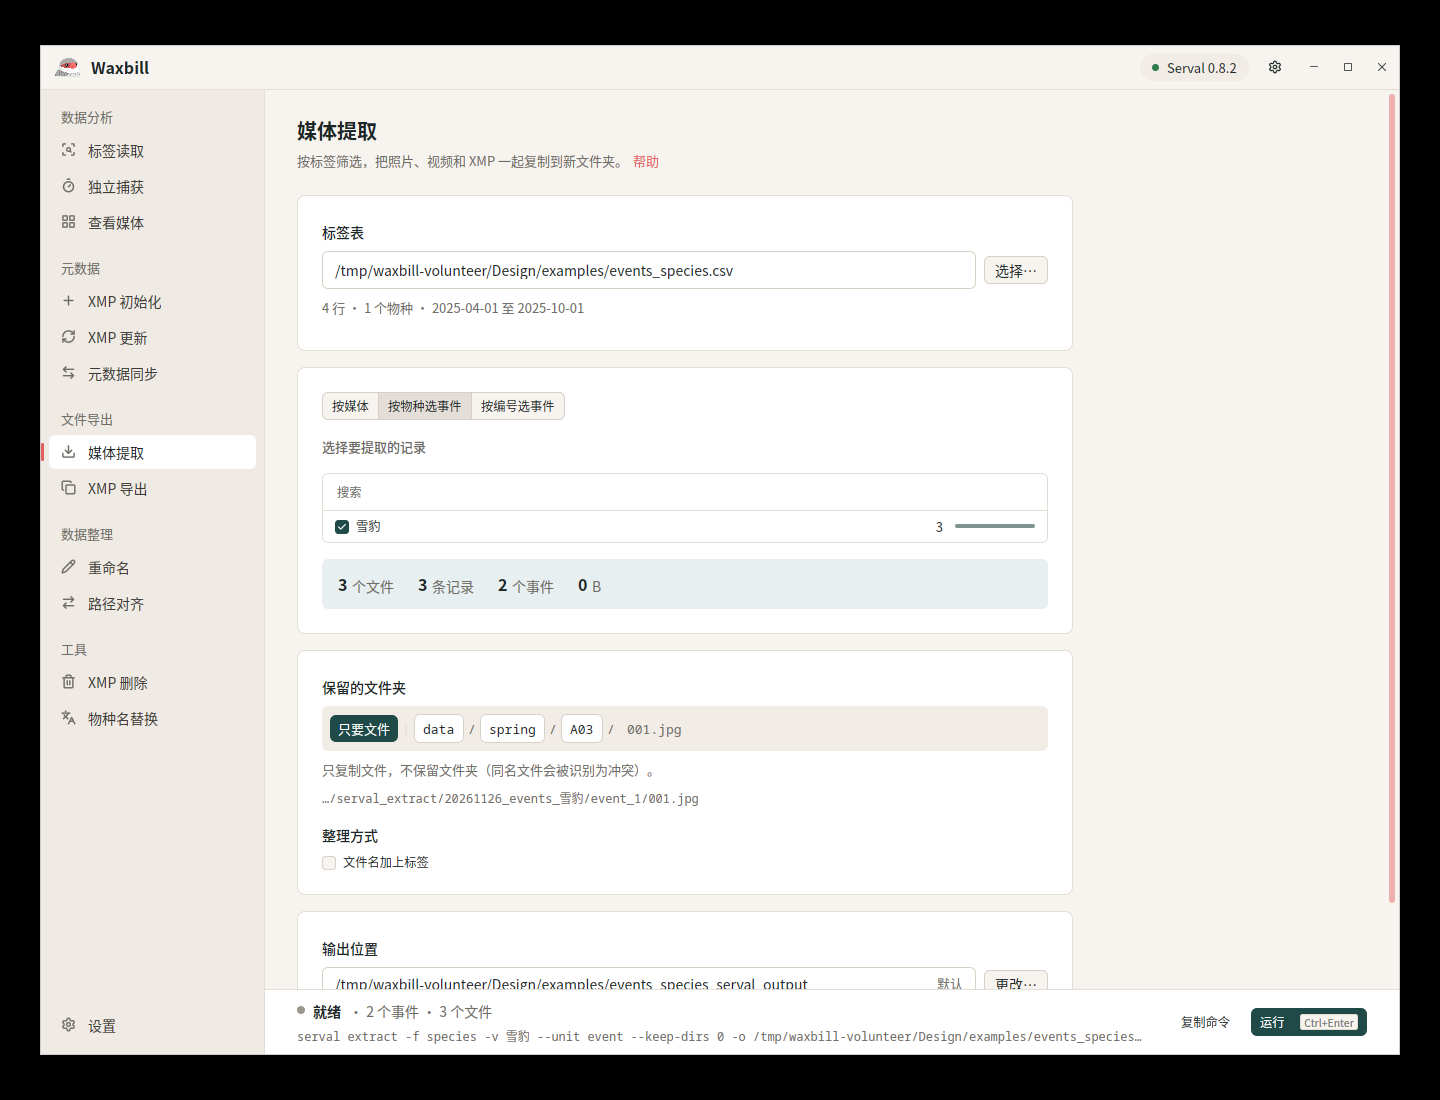 Waxbill
Serval 0.8.2
数据分析
标签读取
独立捕获
查看媒体
元数据
XMP 初始化
XMP 更新
元数据同步
文件导出
媒体提取
XMP 导出
数据整理
重命名
路径对齐
工具
XMP 删除
物种名替换
设置
媒体提取
按标签筛选，把照片、视频和 XMP 一起复制到新文件夹。 帮助
标签表
/tmp/waxbill-volunteer/Design/examples/events_species.csv 选择…
4 行 · 1 个物种 · 2025-04-01 至 2025-10-01
按媒体 按物种选事件 按编号选事件
选择要提取的记录
搜索
雪豹 3
3 个文件 3 条记录 2 个事件 0 B
保留的文件夹
只要文件 data / spring / A03 / 001.jpg
只复制文件，不保留文件夹（同名文件会被识别为冲突）。
…/serval_extract/20261126_events_雪豹/event_1/001.jpg
整理方式
文件名加上标签
输出位置
/tmp/waxbill-volunteer/Design/examples/events_species_serval_output 默认 更改…
就绪 · 2 个事件 · 3 个文件
serval extract -f species -v 雪豹 --unit event --keep-dirs 0 -o /tmp/waxbill-volunteer/Design/examples/events_species…
复制命令 运行 Ctrl+Enter